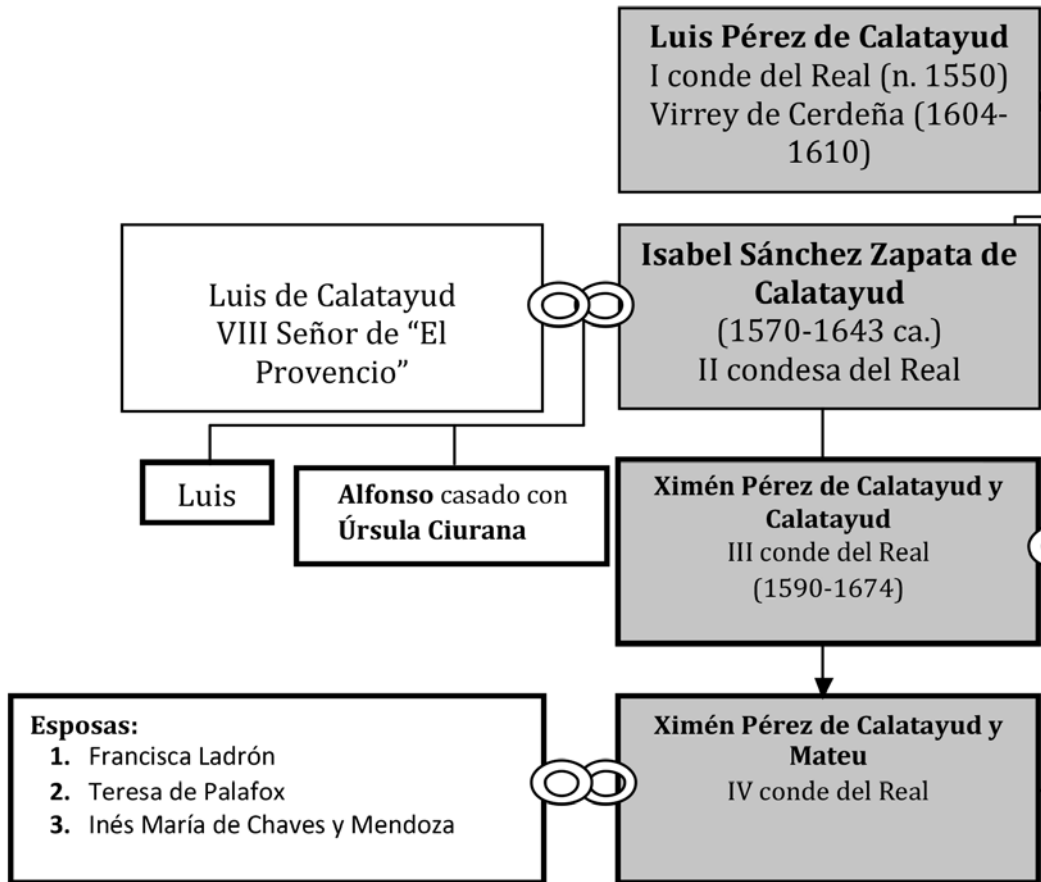 Luis Pérez de Calatayud
I conde del Real (n. 1550)
Virrey de Cerdeña (1604-
1610)
Luis de Calatayud
VIII Señor de “El
Provencio”
Isabel Sánchez Zapata de
Calatayud
(1570-1643 ca.)
II condesa del Real
Luis
Alfonso casado con
Úrsula Ciurana
Ximén Pérez de Calatayud y
Calatayud
III conde del Real
(1590-1674)
Esposas:
1. Francisca Ladrón
2. Teresa de Palafox
3. Inés María de Chaves y Mendoza
Ximén Pérez de Calatayud y
Mateu
IV conde del Real